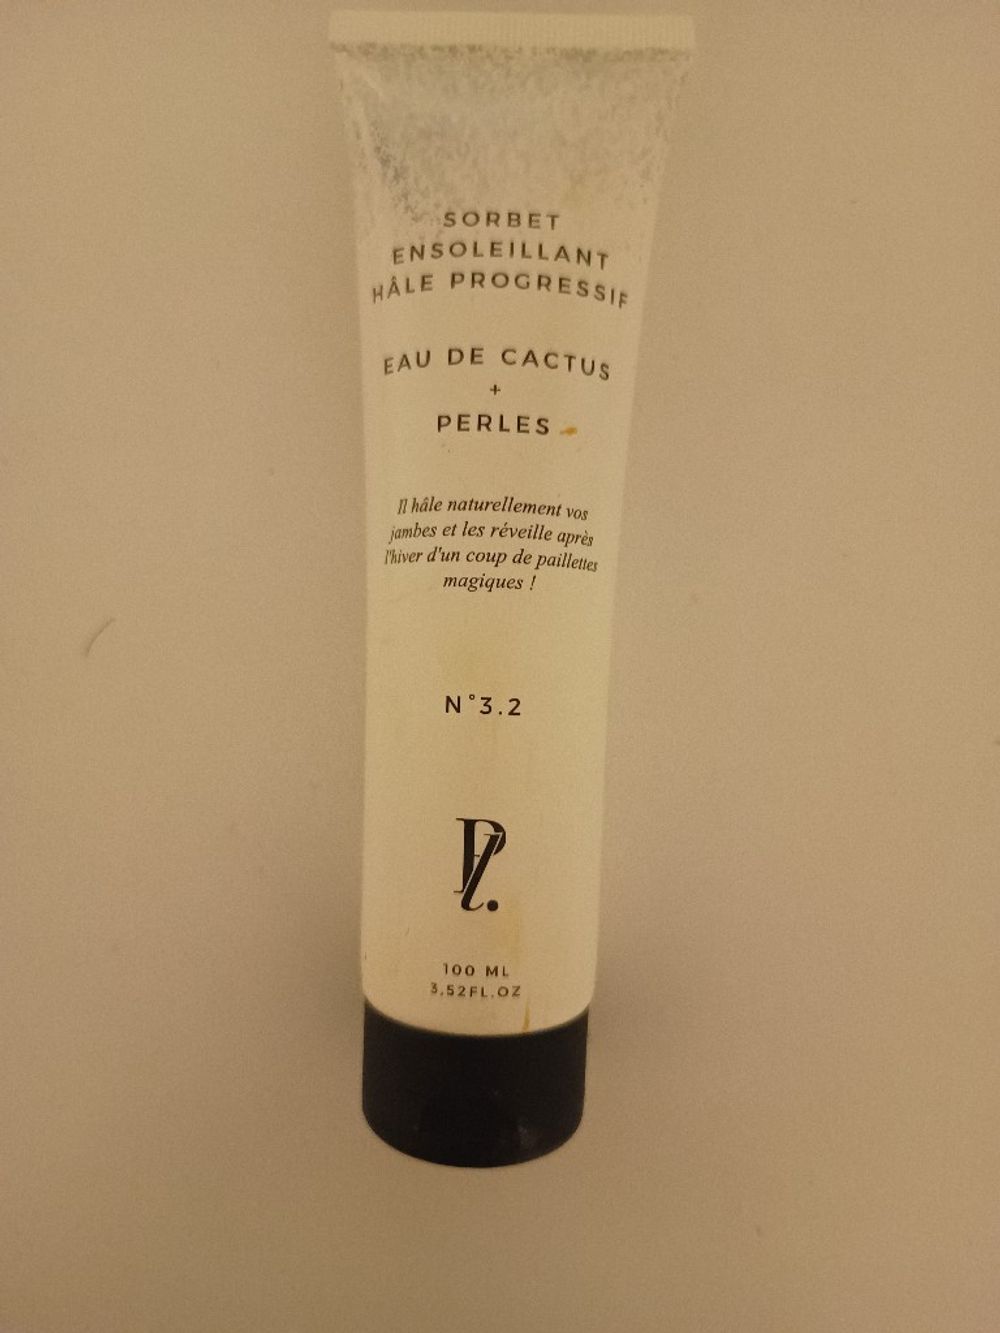 SORBET
ENSOLEILLANT
HÂLE PROGRESSIF
EAU DE CACTUS
+
PERLES
Il hâle naturellement vos
jambes et les réveille après
l'hiver d'un coup de paillettes
magiques !
N°3.2
100 ML
3,52FL.OZ